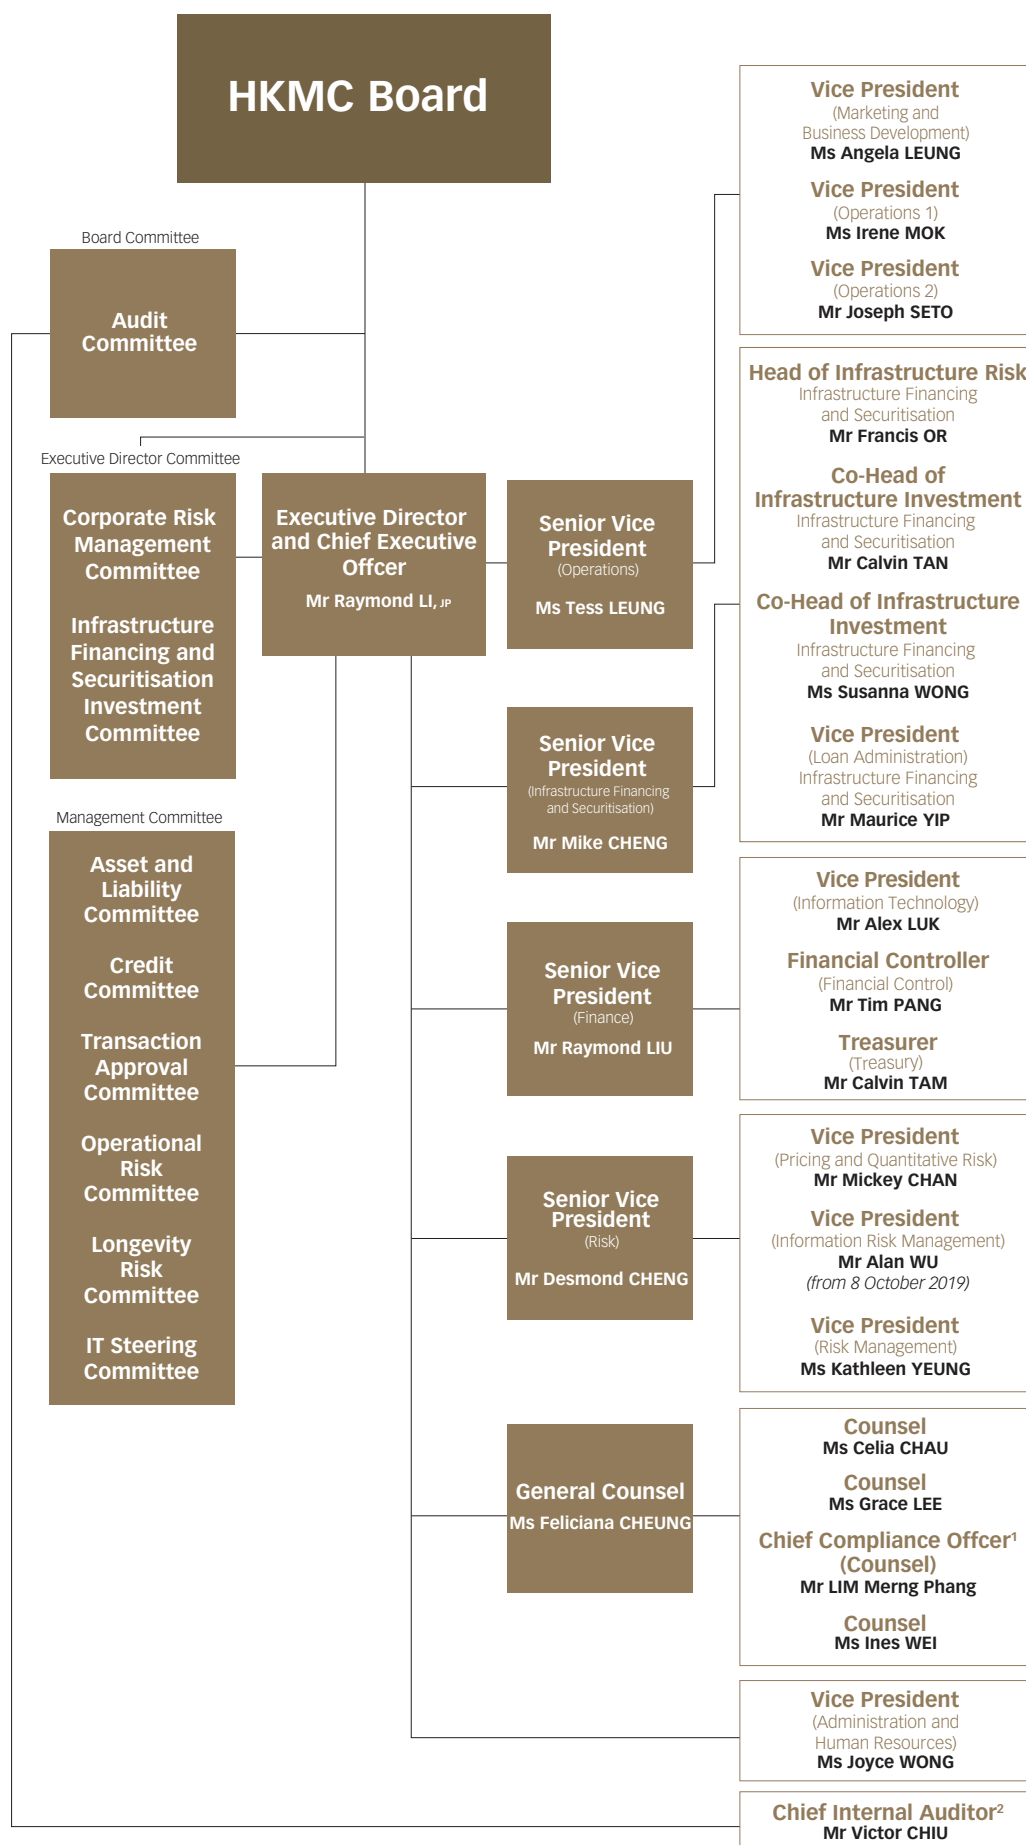 HKMC Board
Board Committee
Audit
Committee
Executive Director Committee
Corporate Risk
Management
Committee
Infrastructure
Financing and
Securitisation
Investment
Committee
Management Committee
Asset and
Liability
Committee
Credit
Committee
Transaction
Approval
Committee
Operational
Risk
Committee
Longevity
Risk
Committee
IT Steering
Committee
Executive Director
and Chief Executive
Offcer
Mr Raymond LI, JP
Senior Vice
President
(Operations)
Ms Tess LEUNG
Senior Vice
President
(Infrastructure Financing
and Securitisation)
Mr Mike CHENG
Senior Vice
President
(Finance)
Mr Raymond LIU
Senior Vice
President
(Risk)
Mr Desmond CHENG
General Counsel
Ms Feliciana CHEUNG
Vice President
(Marketing and
Business Development)
Ms Angela LEUNG
Vice President
(Operations 1)
Ms Irene MOK
Vice President
(Operations 2)
Mr Joseph SETO
Head of Infrastructure Risk
Infrastructure Financing
and Securitisation
Mr Francis OR
Co-Head of
Infrastructure Investment
Infrastructure Financing
and Securitisation
Mr Calvin TAN
Co-Head of Infrastructure
Investment
Infrastructure Financing
and Securitisation
Ms Susanna WONG
Vice President
(Loan Administration)
Infrastructure Financing
and Securitisation
Mr Maurice YIP
Vice President
(Information Technology)
Mr Alex LUK
Financial Controller
(Financial Control)
Mr Tim PANG
Treasurer
(Treasury)
Mr Calvin TAM
Vice President
(Pricing and Quantitative Risk)
Mr Mickey CHAN
Vice President
(Information Risk Management)
Mr Alan WU
(from 8 October 2019)
Vice President
(Risk Management)
Ms Kathleen YEUNG
Counsel
Ms Celia CHAU
Counsel
Ms Grace LEE
Chief Compliance Offcer¹
(Counsel)
Mr LIM Merng Phang
Counsel
Ms Ines WEI
Vice President
(Administration and
Human Resources)
Ms Joyce WONG
Chief Internal Auditor²
Mr Victor CHIU